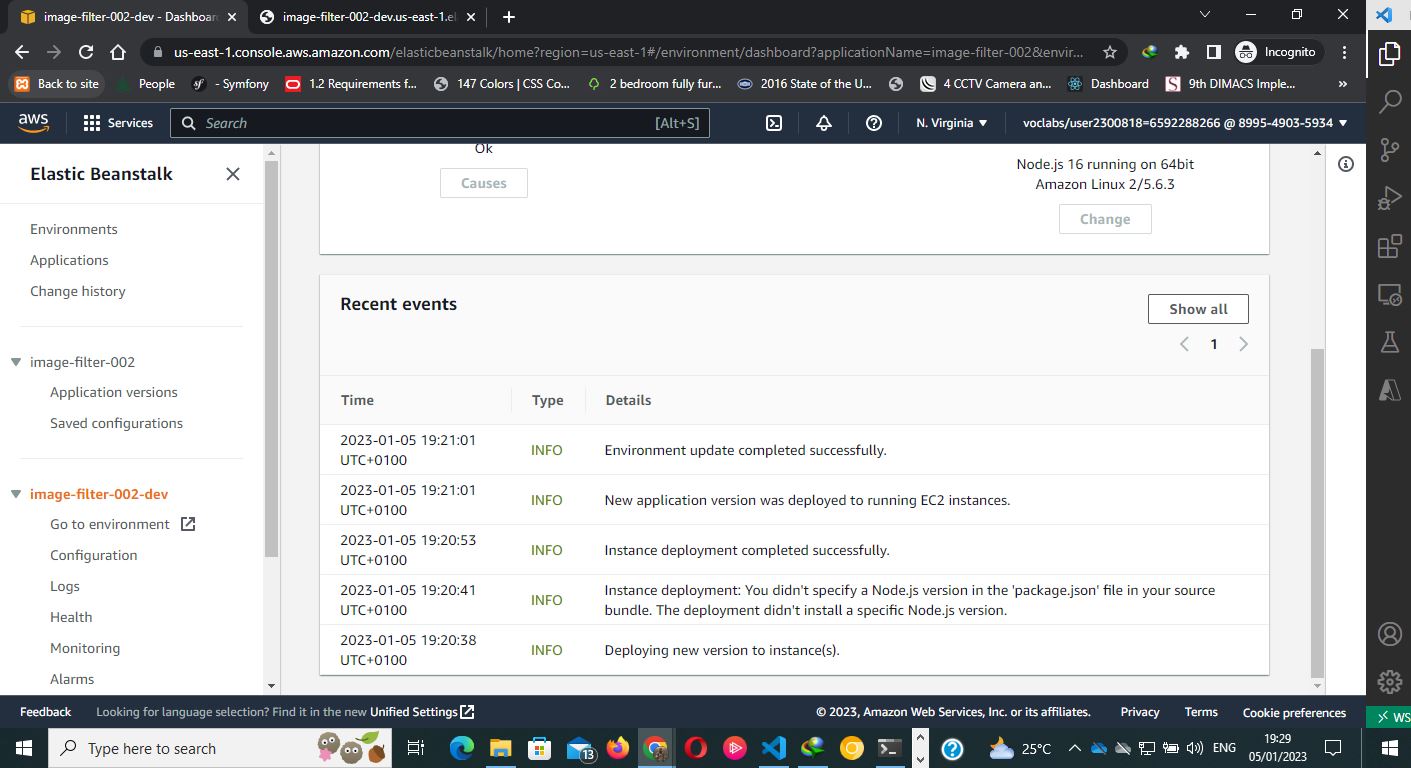 image-filter-002-dev - Dashboard
image-filter-002-dev.us-east-1.el
us-east-1.console.aws.amazon.com/elasticbeanstalk/home?region=us-east-1#/environment/dashboard?applicationName=image-filter-002&envir...
Incognito
Back to site
People
- Symfony
1.2 Requirements f...
147 Colors | CSS Co...
2 bedroom fully fur...
2016 State of the U...
4 CCTV Camera an...
Dashboard
9th DIMACS Imple...
»
aws
Services
Search
[Alt+S]
N. Virginia
voclabs/user2300818=6592288266 @ 8995-4903-5934
Elastic Beanstalk
Environments
Applications
Change history
image-filter-002
Application versions
Saved configurations
image-filter-002-dev
Go to environment
Configuration
Logs
Health
Monitoring
Alarms
Ok
Causes
Node.js 16 running on 64bit
Amazon Linux 2/5.6.3
Change
Recent events
Show all
1
Time Type Details
2023-01-05 19:21:01
UTC+0100
INFO
Environment update completed successfully.
2023-01-05 19:21:01
UTC+0100
INFO
New application version was deployed to running EC2 instances.
2023-01-05 19:20:53
UTC+0100
INFO
Instance deployment completed successfully.
2023-01-05 19:20:41
UTC+0100
INFO
Instance deployment: You didn't specify a Node.js version in the 'package.json' file in your source
bundle. The deployment didn't install a specific Node.js version.
2023-01-05 19:20:38
UTC+0100
INFO
Deploying new version to instance(s).
Feedback
Looking for language selection? Find it in the new Unified Settings
© 2023, Amazon Web Services, Inc. or its affiliates.
Privacy
Terms
Cookie preferences
WS
Type here to search
13
25°C
ENG
19:29
05/01/2023